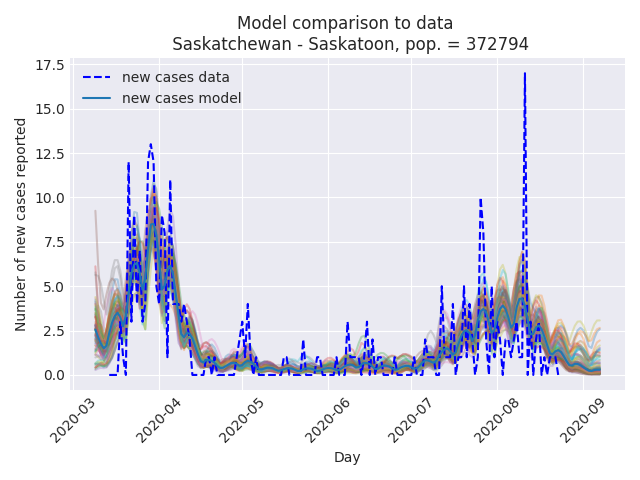 Model comparison to data
Saskatchewan - Saskatoon, pop. = 372794
new cases data
new cases model
Number of new cases reported
17.5
15.0
12.5
10.0
7.5
5.0
2.5
0.0
2020-03
2020-04
2020-05
2020-06
2020-07
2020-08
2020-09
Day